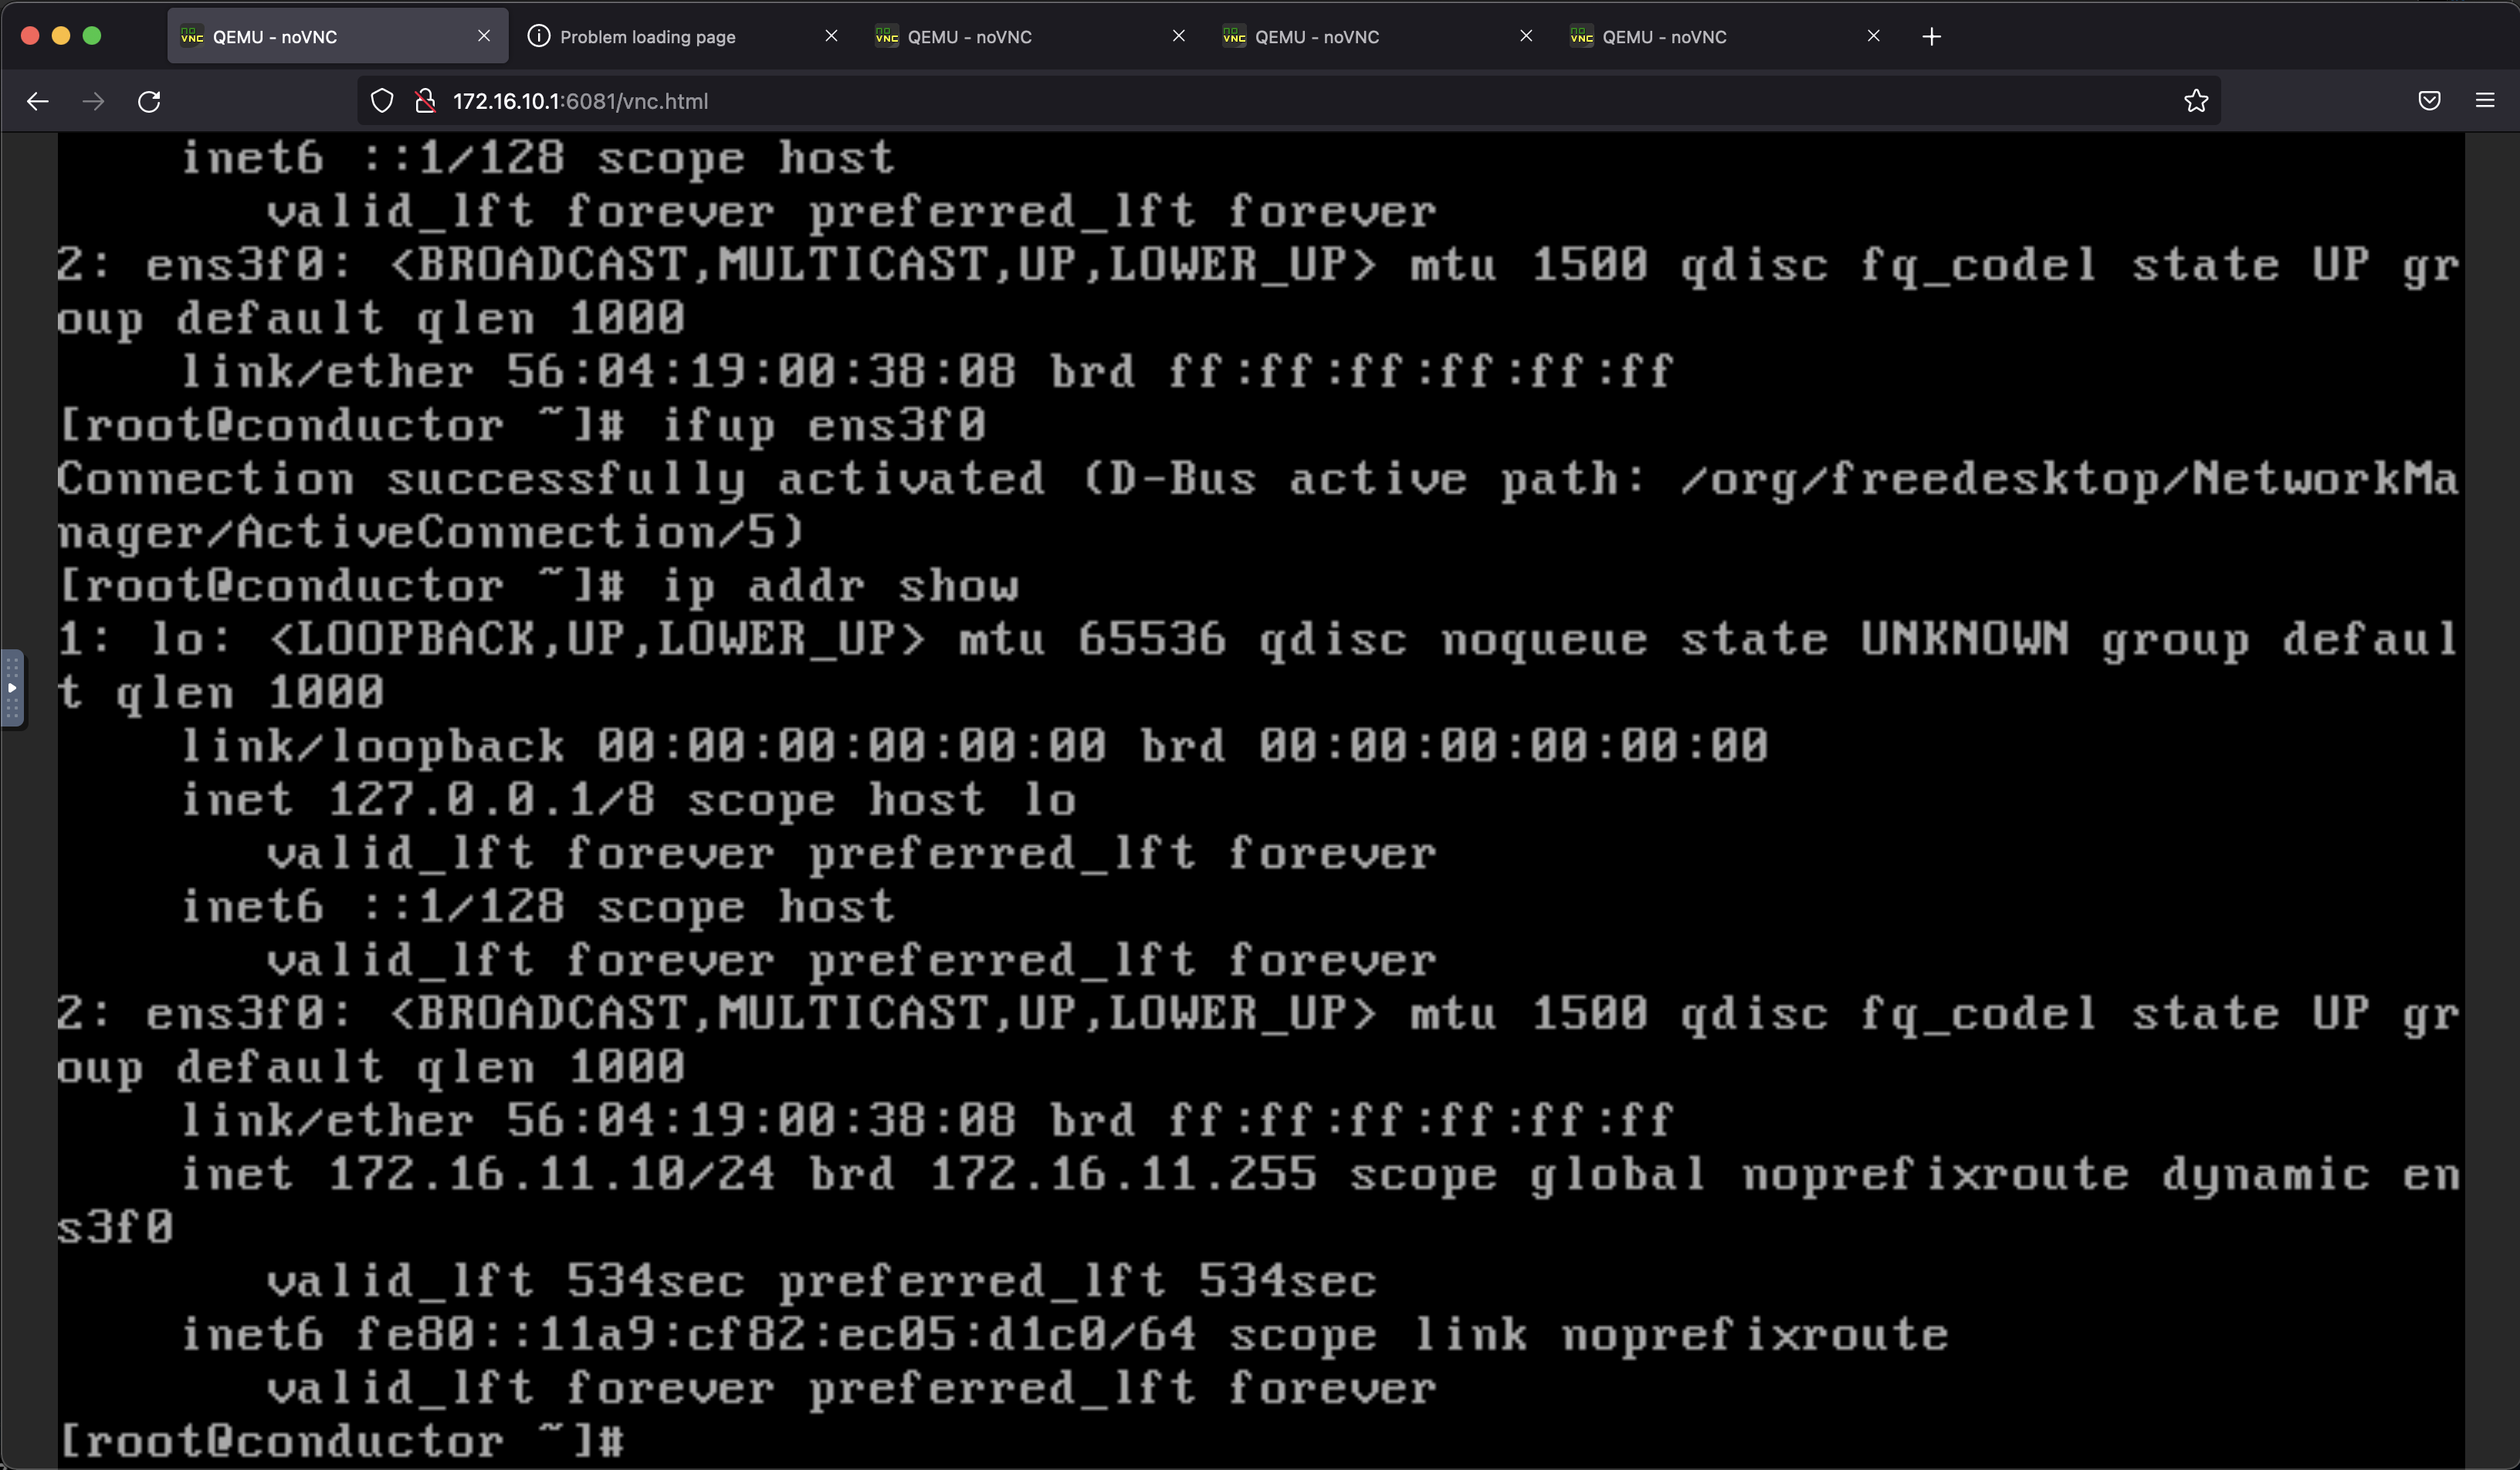 QEMU - noVNC
Problem loading page
QEMU - noVNC
QEMU - noVNC
QEMU - noVNC
172.16.10.1:6081/vnc.html
inet6 ::1/128 scope host
valid_lft forever preferred_lft forever
2: ens3f0: <BROADCAST,MULTICAST,UP,LOWER_UP> mtu 1500 qdisc fq_codel state UP gr
oup default qlen 1000
link/ether 56:04:19:00:38:08 brd ff:ff:ff:ff:ff:ff
[root@conductor ~]# ifup ens3f0
Connection successfully activated (D-Bus active path: /org/freedesktop/NetworkMa
nager/ActiveConnection/5)
[root@conductor ~]# ip addr show
1: lo: <LOOPBACK,UP,LOWER_UP> mtu 65536 qdisc noqueue state UNKNOWN group defaul
t qlen 1000
link/loopback 00:00:00:00:00:00 brd 00:00:00:00:00:00
inet 127.0.0.1/8 scope host lo
valid_lft forever preferred_lft forever
inet6 ::1/128 scope host
valid_lft forever preferred_lft forever
2: ens3f0: <BROADCAST,MULTICAST,UP,LOWER_UP> mtu 1500 qdisc fq_codel state UP gr
oup default qlen 1000
link/ether 56:04:19:00:38:08 brd ff:ff:ff:ff:ff:ff
inet 172.16.11.10/24 brd 172.16.11.255 scope global noprefixroute dynamic en
s3f0
valid_lft 534sec preferred_lft 534sec
inet6 fe80::11a9:cf82:ec05:d1c0/64 scope link noprefixroute
valid_lft forever preferred_lft forever
[root@conductor ~]#